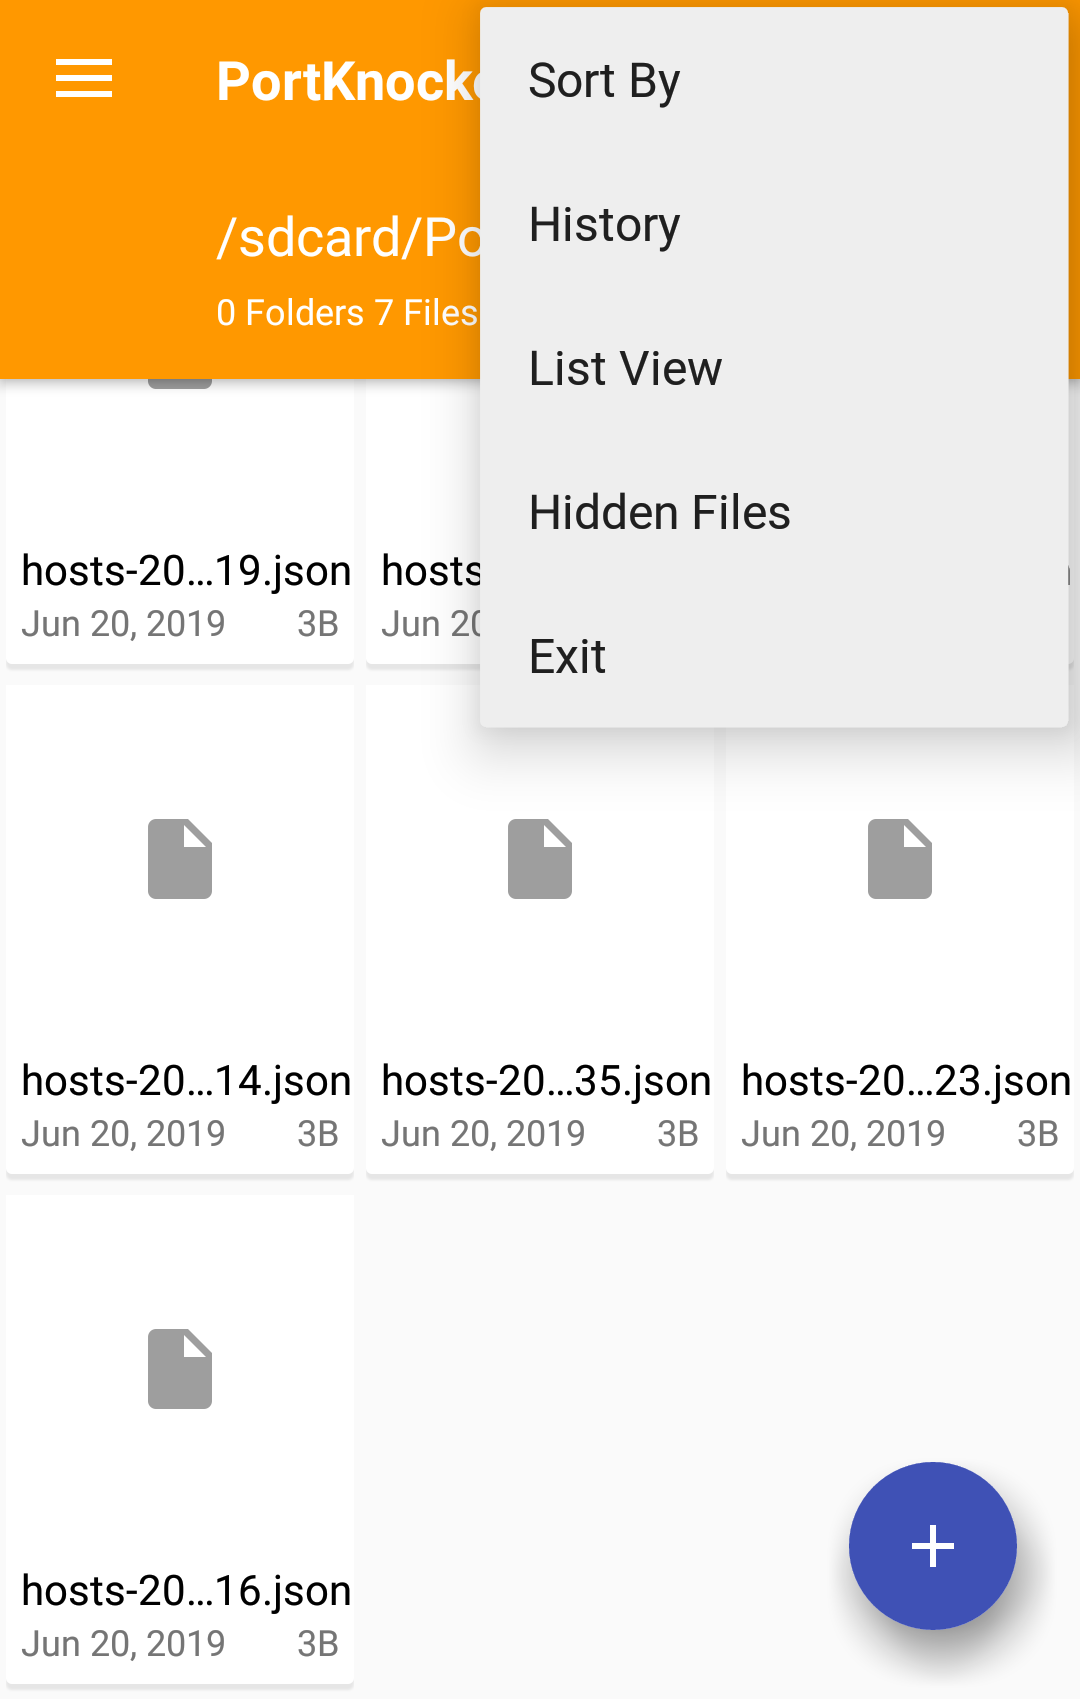 PortKnock
/sdcard/Po
0 Folders 7 Files
Sort By
History
List View
Hidden Files
Exit
hosts-20...19.json
hosts
Jun 20, 2019 3B
Jun 20
hosts-20...14.json hosts-20...35.json hosts-20...23.json
Jun 20, 2019 3B Jun 20, 2019 3B Jun 20, 2019 3B
hosts-20...16.json
Jun 20, 2019 3B